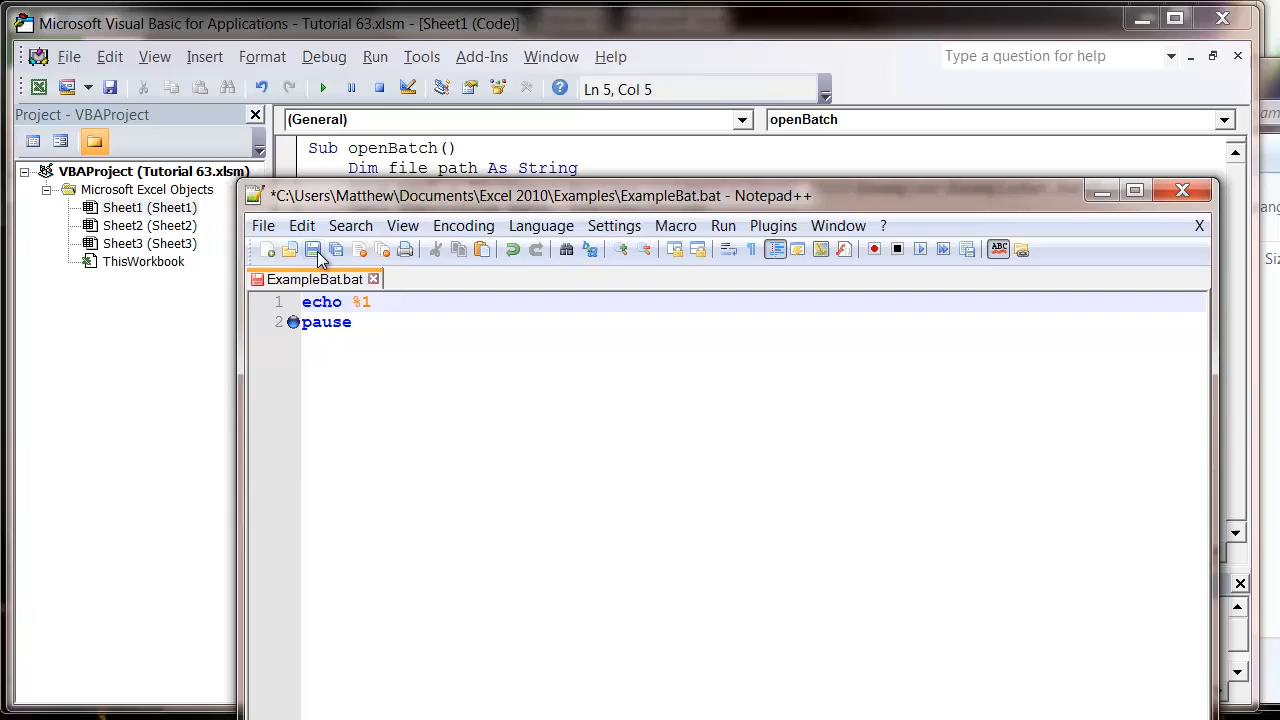 Microsoft Visual Basic for Applications - Tutorial 63.xlsm - [Sheet1 (Code)]
File Edit View Insert Format Debug Run Tools Add-Ins Window Help
Type a question for help
Ln 5, Col 5
Project - VBAProject
(General)
openBatch
VBAProject (Tutorial 63.xlsm)
Microsoft Excel Objects
Sheet1 (Sheet1)
Sheet2 (Sheet2)
Sheet3 (Sheet3)
ThisWorkbook
Sub openBatch()
Dim file_path As String
*C:\Users\Matthew\Documents\Excel 2010\Examples\ExampleBat.bat - Notepad++
File Edit Search View Encoding Language Settings Macro Run Plugins Window ? X
ABC
ExampleBat.bat
1 echo %1
2 pause